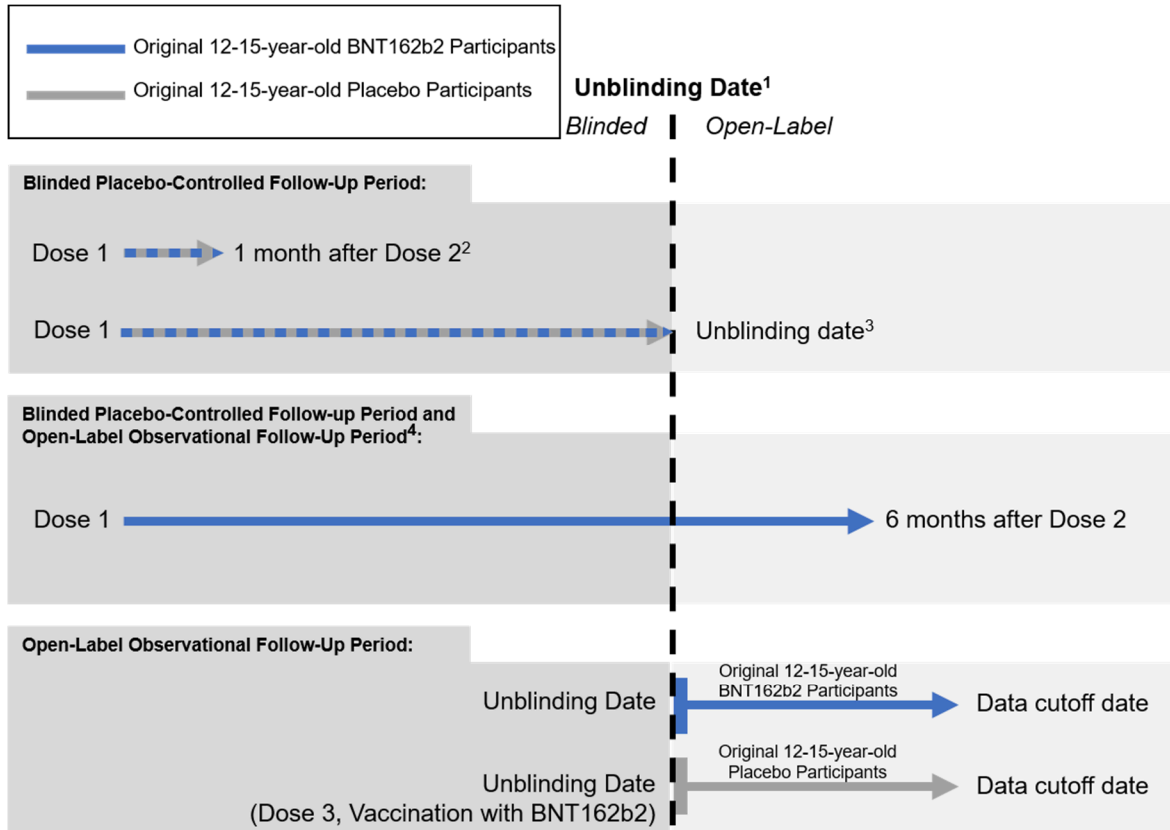 Original 12-15-year-old BNT162b2 Participants
Original 12-15-year-old Placebo Participants
Unblinding Date¹
Blinded
Open-Label
Blinded Placebo-Controlled Follow-Up Period:
Dose 1
1 month after Dose 2²
Dose 1
Unblinding date³
Blinded Placebo-Controlled Follow-up Period and
Open-Label Observational Follow-Up Period⁴:
Dose 1
6 months after Dose 2
Open-Label Observational Follow-Up Period:
Unblinding Date
Original 12-15-year-old
BNT162b2 Participants
Data cutoff date
Unblinding Date
(Dose 3, Vaccination with BNT162b2)
Original 12-15-year-old
Placebo Participants
Data cutoff date